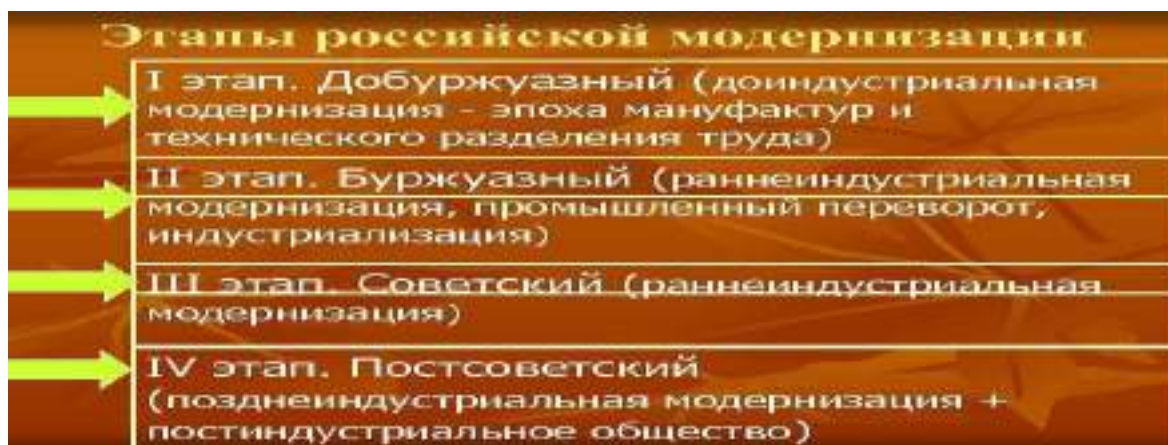 Этапы российской модернизации
I этап. Добуржуазный (доиндустриальная
модернизация - эпоха мануфактур и
технического разделения труда)
II этап. Буржуазный (раннеиндустриальная
модернизация, промышленный переворот,
индустриализация)
III этап. Советский (раннеиндустриальная
модернизация)
IV этап. Постсоветский
(позднеиндустриальная модернизация +
постиндустриальное общество)